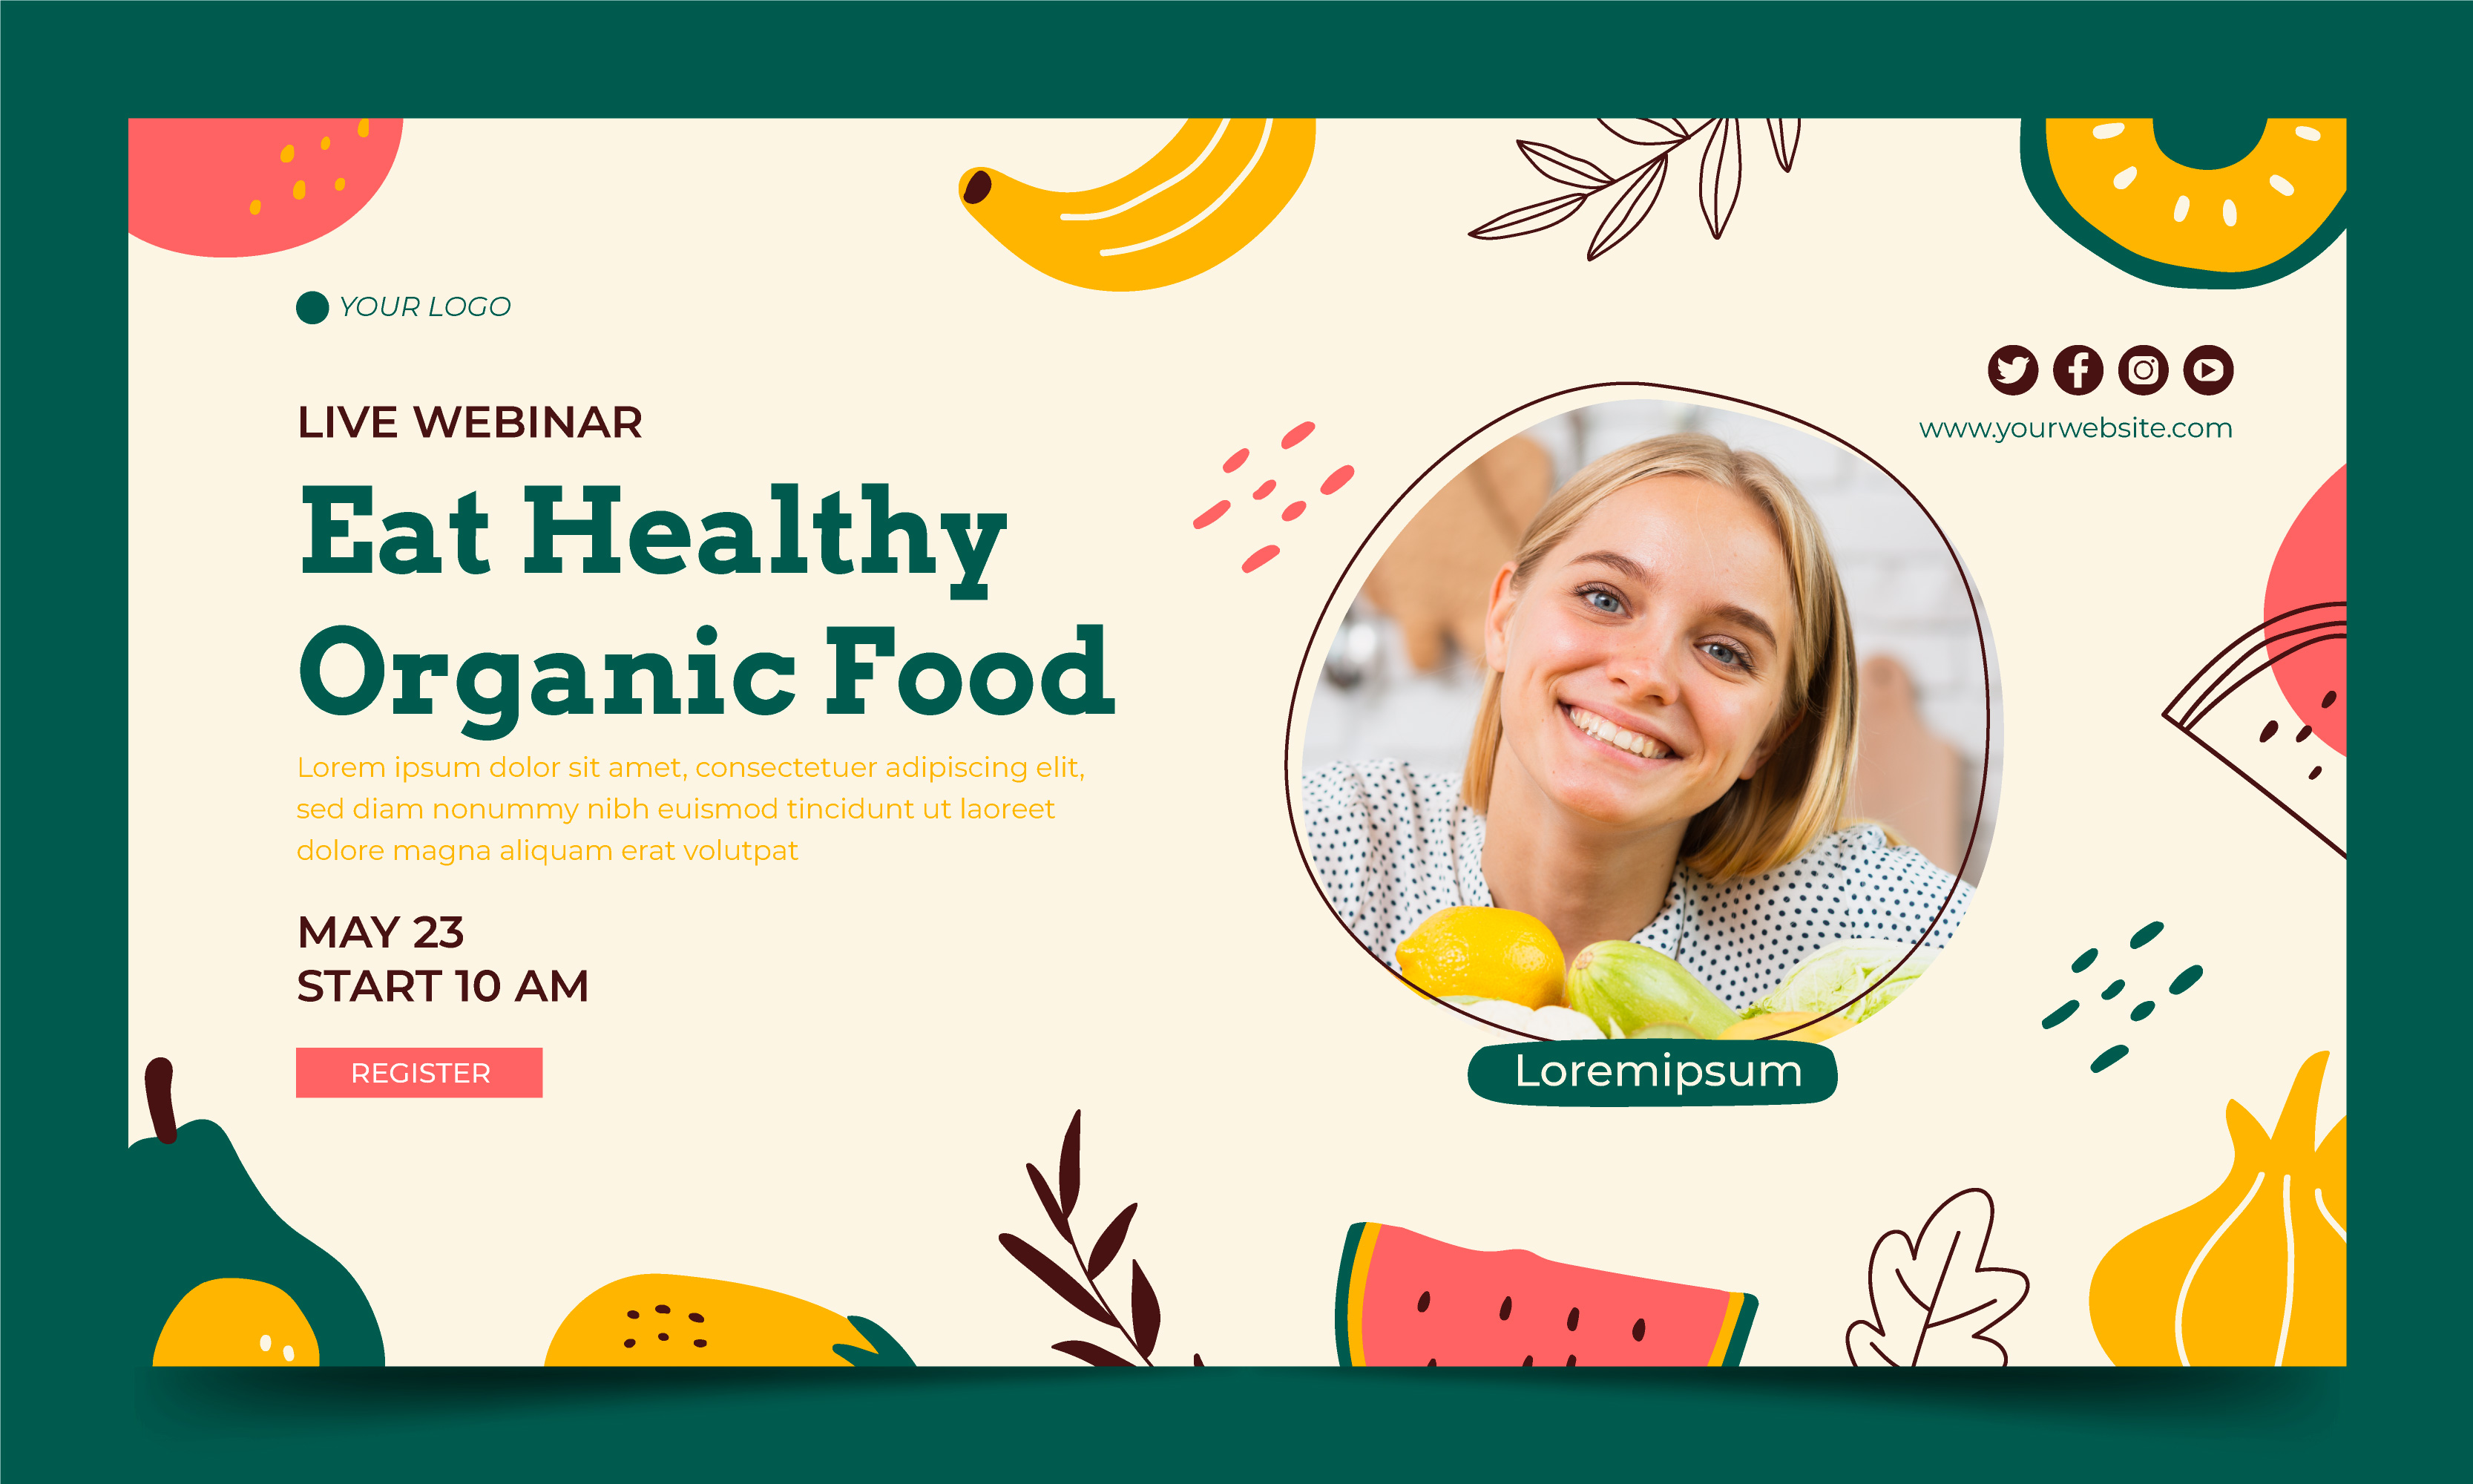 YOUR LOGO
LIVE WEBINAR
Eat Healthy
Organic Food
Lorem ipsum dolor sit amet, consectetuer adipiscing elit,
sed diam nonummy nibh euismod tincidunt ut laoreet
dolore magna aliquam erat volutpat
MAY 23
START 10 AM
REGISTER
www.yourwebsite.com
Loremipsum